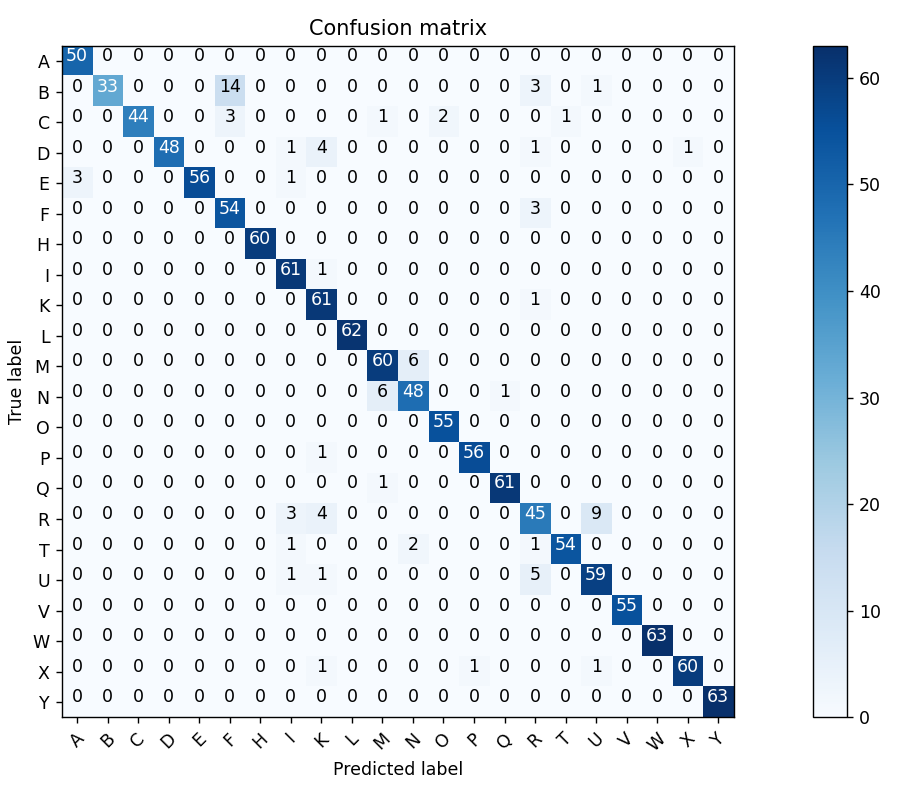 Confusion matrix
A 50 0 0 0 0 0 0 0 0 0 0 0 0 0 0 0 0 0 0 0 0 0
B 0 33 0 0 0 14 0 0 0 0 0 0 0 0 0 3 0 1 0 0 0 0
C 0 0 44 0 0 3 0 0 0 0 1 0 2 0 0 0 1 0 0 0 0 0
D 0 0 0 48 0 0 0 1 4 0 0 0 0 0 0 1 0 0 0 0 1 0
E 3 0 0 0 56 0 0 1 0 0 0 0 0 0 0 0 0 0 0 0 0 0
F 0 0 0 0 0 54 0 0 0 0 0 0 0 0 0 3 0 0 0 0 0 0
H 0 0 0 0 0 0 60 0 0 0 0 0 0 0 0 0 0 0 0 0 0 0
I 0 0 0 0 0 0 0 61 1 0 0 0 0 0 0 0 0 0 0 0 0 0
K 0 0 0 0 0 0 0 0 61 0 0 0 0 0 0 1 0 0 0 0 0 0
L 0 0 0 0 0 0 0 0 0 62 0 0 0 0 0 0 0 0 0 0 0 0
M 0 0 0 0 0 0 0 0 0 0 60 6 0 0 0 0 0 0 0 0 0 0
N 0 0 0 0 0 0 0 0 0 0 6 48 0 0 1 0 0 0 0 0 0 0
O 0 0 0 0 0 0 0 0 0 0 0 0 55 0 0 0 0 0 0 0 0 0
P 0 0 0 0 0 0 0 0 1 0 0 0 0 56 0 0 0 0 0 0 0 0
Q 0 0 0 0 0 0 0 0 0 0 1 0 0 0 61 0 0 0 0 0 0 0
R 0 0 0 0 0 0 0 3 4 0 0 0 0 0 0 45 0 9 0 0 0 0
T 0 0 0 0 0 0 0 1 0 0 0 2 0 0 0 1 54 0 0 0 0 0
U 0 0 0 0 0 0 0 1 1 0 0 0 0 0 0 5 0 59 0 0 0 0
V 0 0 0 0 0 0 0 0 0 0 0 0 0 0 0 0 0 0 55 0 0 0
W 0 0 0 0 0 0 0 0 0 0 0 0 0 0 0 0 0 0 0 63 0 0
X 0 0 0 0 0 0 0 0 1 0 0 0 0 1 0 0 0 1 0 0 60 0
Y 0 0 0 0 0 0 0 0 0 0 0 0 0 0 0 0 0 0 0 0 0 63
A B C D E F H I K L M N O P Q R T U V W X Y
Predicted label
True label
60
50
40
30
20
10
0